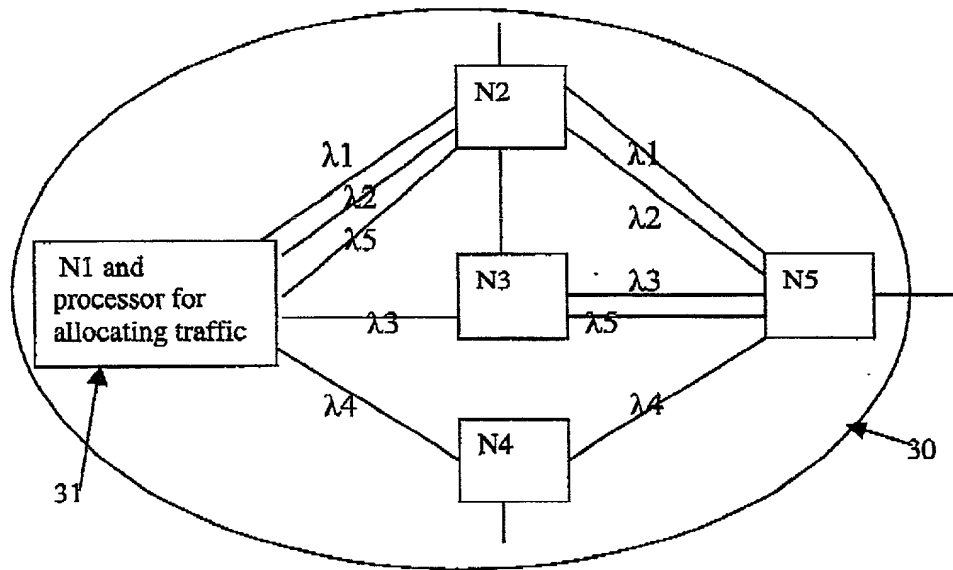 N2
λ1
λ1
λ2
λ2
λ5
N1 and
processor for
allocating traffic
N3
λ3
N5
λ3
λ5
λ4
λ4
N4
30
31